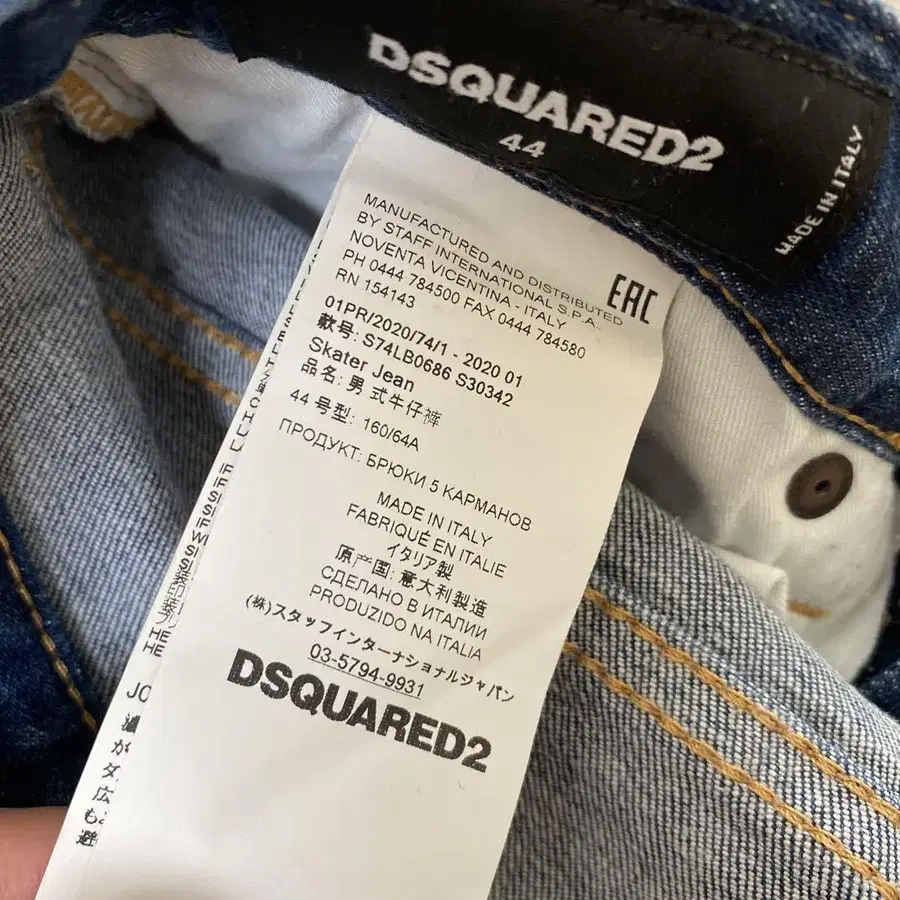 DSQUARED2
44
MADE IN ITALY
MANUFACTURED AND DISTRIBUTED
BY STAFF INTERNATIONAL S.P.A.
NOVENTA VICENTINA - ITALY
PH 0444 784500 FAX 0444 784580
RN 154143
EAC
01PR/2020/74/1 - 2020 01
款号: S74LB0686 S30342
Skater Jean
品名: 男式牛仔裤
44 号型: 160/64A
ПРОДУКТ: БРЮКИ 5 КАРМАНОВ
MADE IN ITALY
FABRIQUÉ EN ITALIE
イタリア製
原产国: 意大利製造
СДЕЛАНО В ИТАЛИИ
PRODUZIDO NA ITALIA
(株)スタッフインターナショナルジャパン
03-5794-9931
DSQUARED2